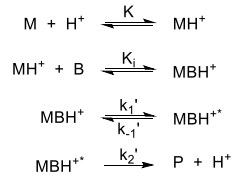 M + H⁺ ⇌ MH⁺ K
MH⁺ + B ⇌ MBH⁺ Kᵢ
MBH⁺ ⇌ MBH⁺* k₁' k₋₁'
MBH⁺* → P + H⁺ k₂'